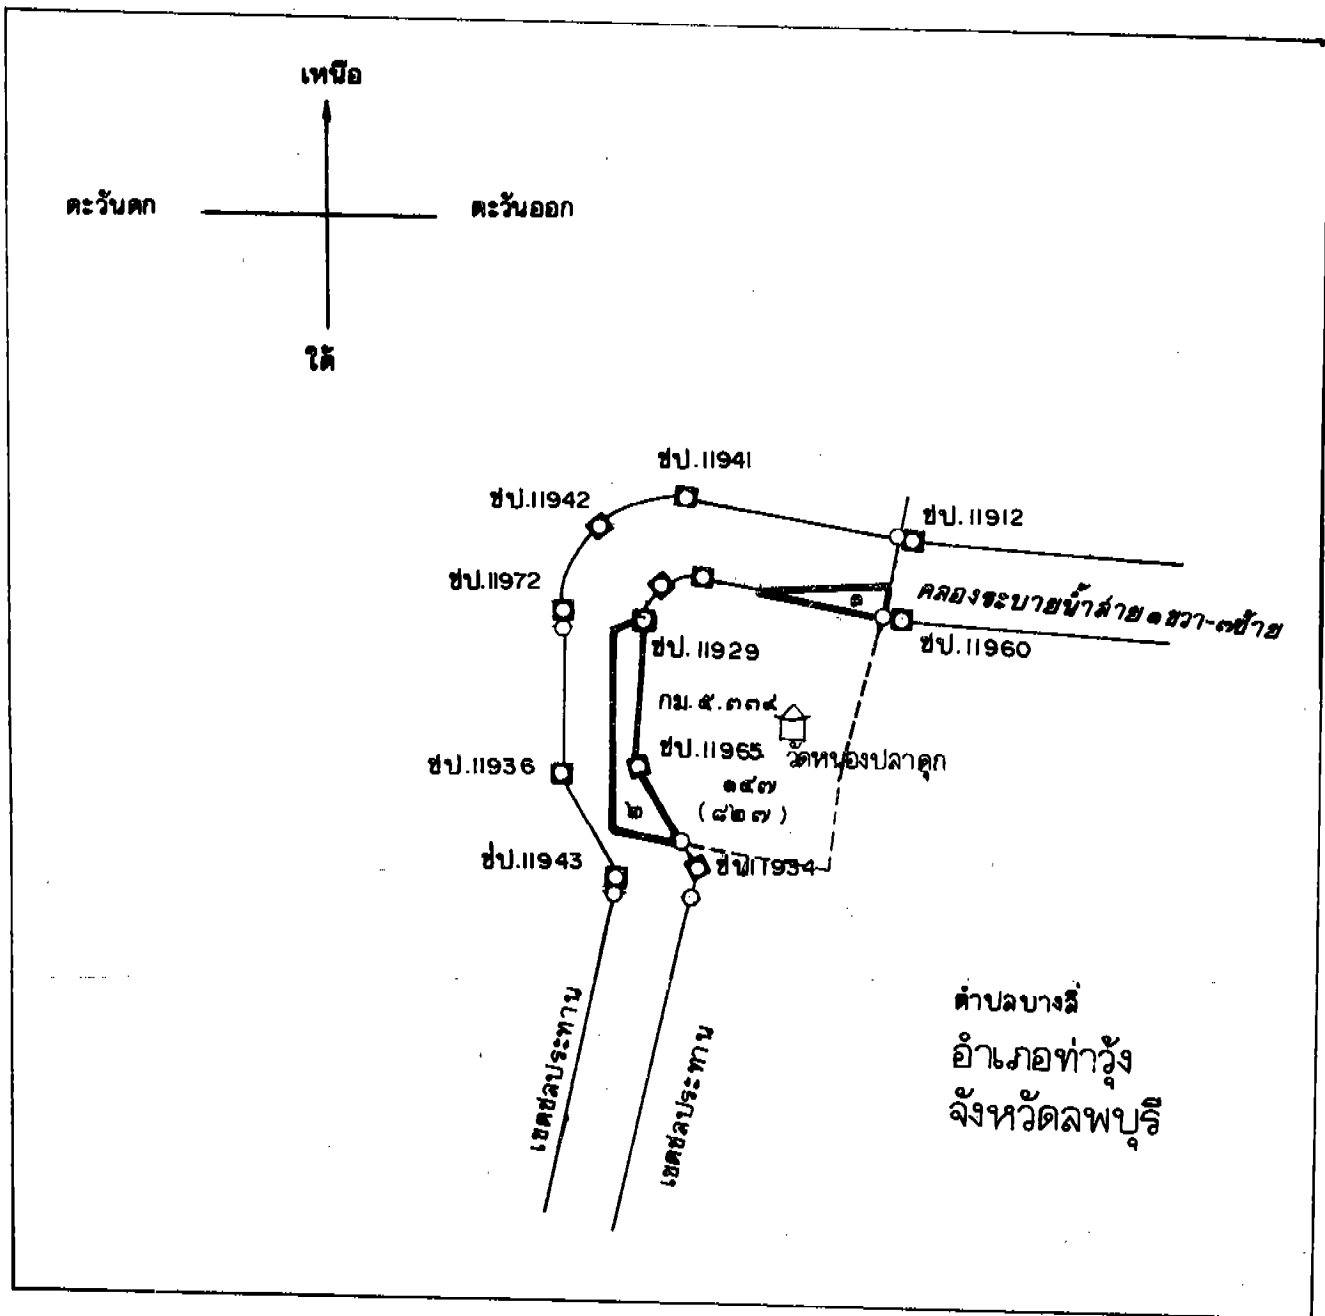 เหนือ
ตะวันตก
ตะวันออก
ใต้
ชป.11941
ชป.11942
ชป.11912
ชป.11972
คลองระบายน้ำสาย๑ขวา-๓ซ้าย
ชป.11929
ชป.11960
กม.๕.๓๓๔
ชป.11936
ชป.11965
วัดหนองปลาดุก
๑
๑๔๗
(๘๒๗)
๒
ชป.11943
ชป.11934
เขตชลประทาน
เขตชลประทาน
ตำบลบางลี่
อำเภอท่าวุ้ง
จังหวัดลพบุรี